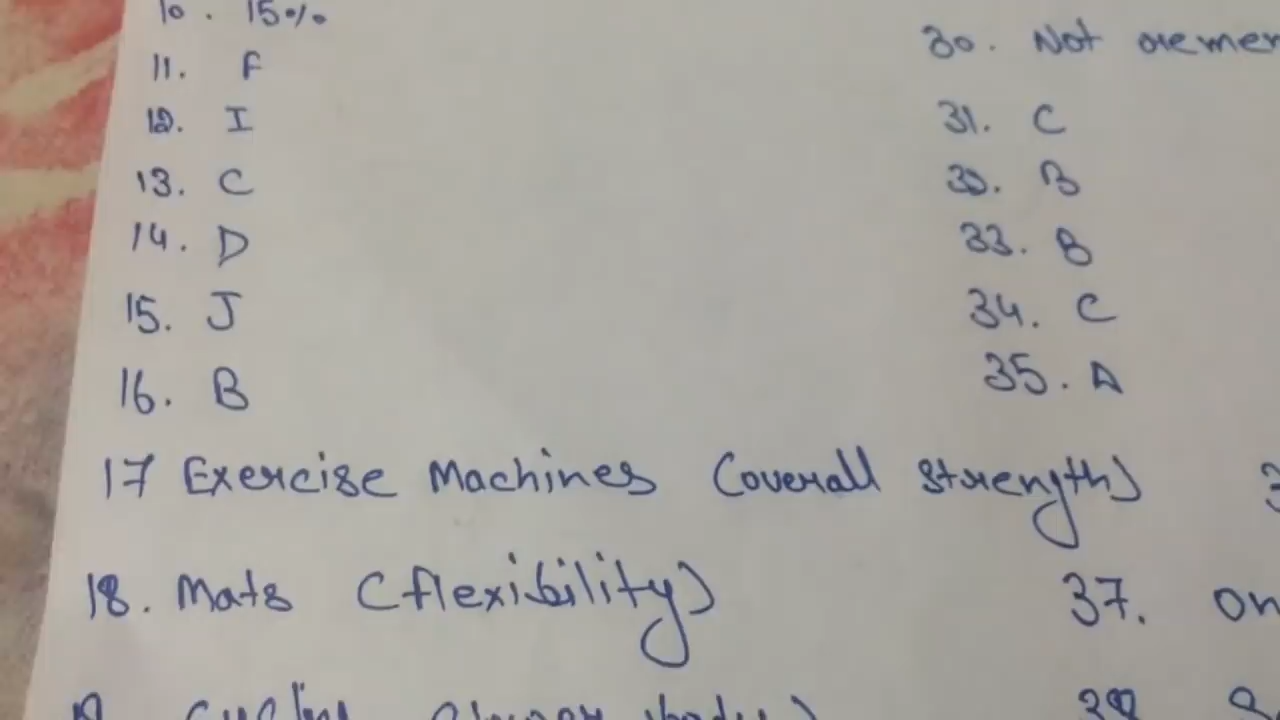 10. 15%
11. F
12. I
13. C
14. D
15. J
16. B
17 Exercise Machines (overall strength)
18. Mats (flexibility)
30. Not
31. C
32. B
33. B
34. C
35. A
37. on